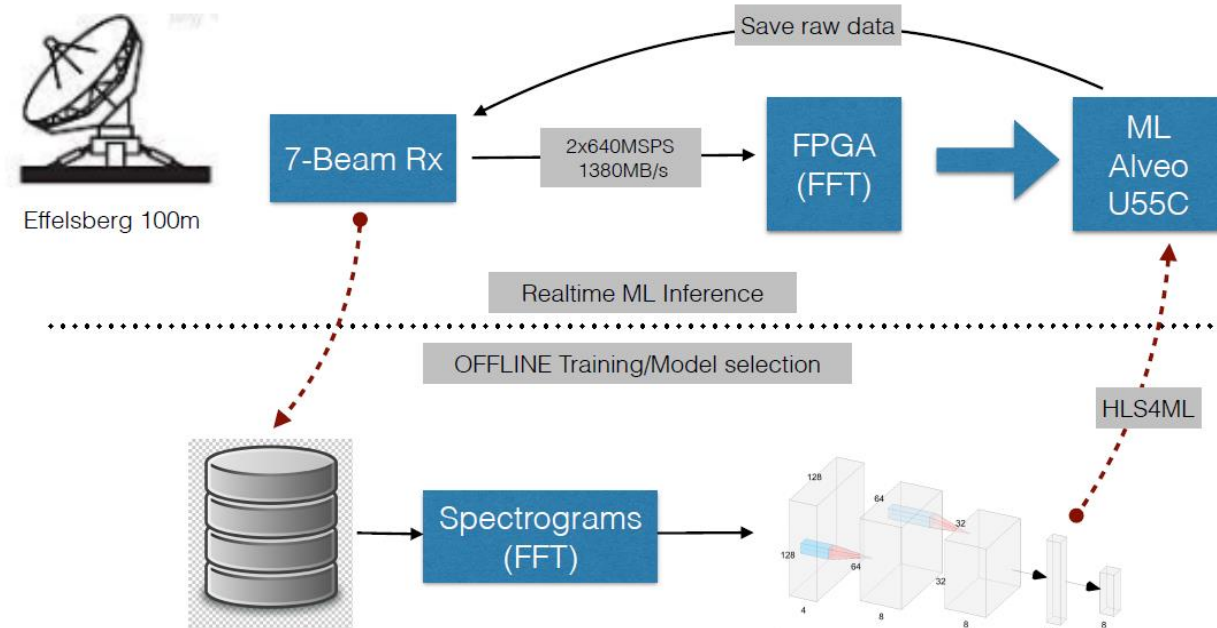 Save raw data
7-Beam Rx
2x640MSPS
1380MB/s
FPGA
(FFT)
ML
Alveo
U55C
Effelsberg 100m
Realtime ML Inference
OFFLINE Training/Model selection
HLS4ML
Spectrograms
(FFT)
128
128
4
64
64
8
32
32
8
8